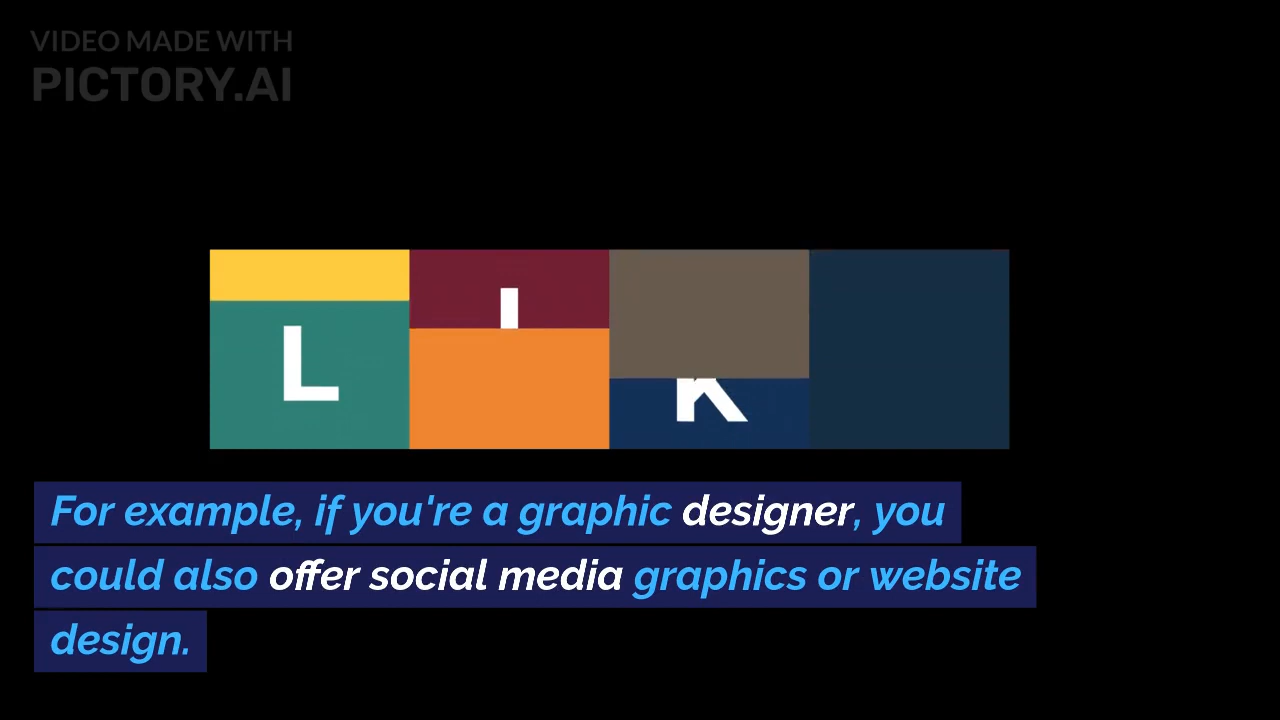 VIDEO MADE WITH
PICTORY.AI
L I K
For example, if you're a graphic designer, you
could also offer social media graphics or website
design.